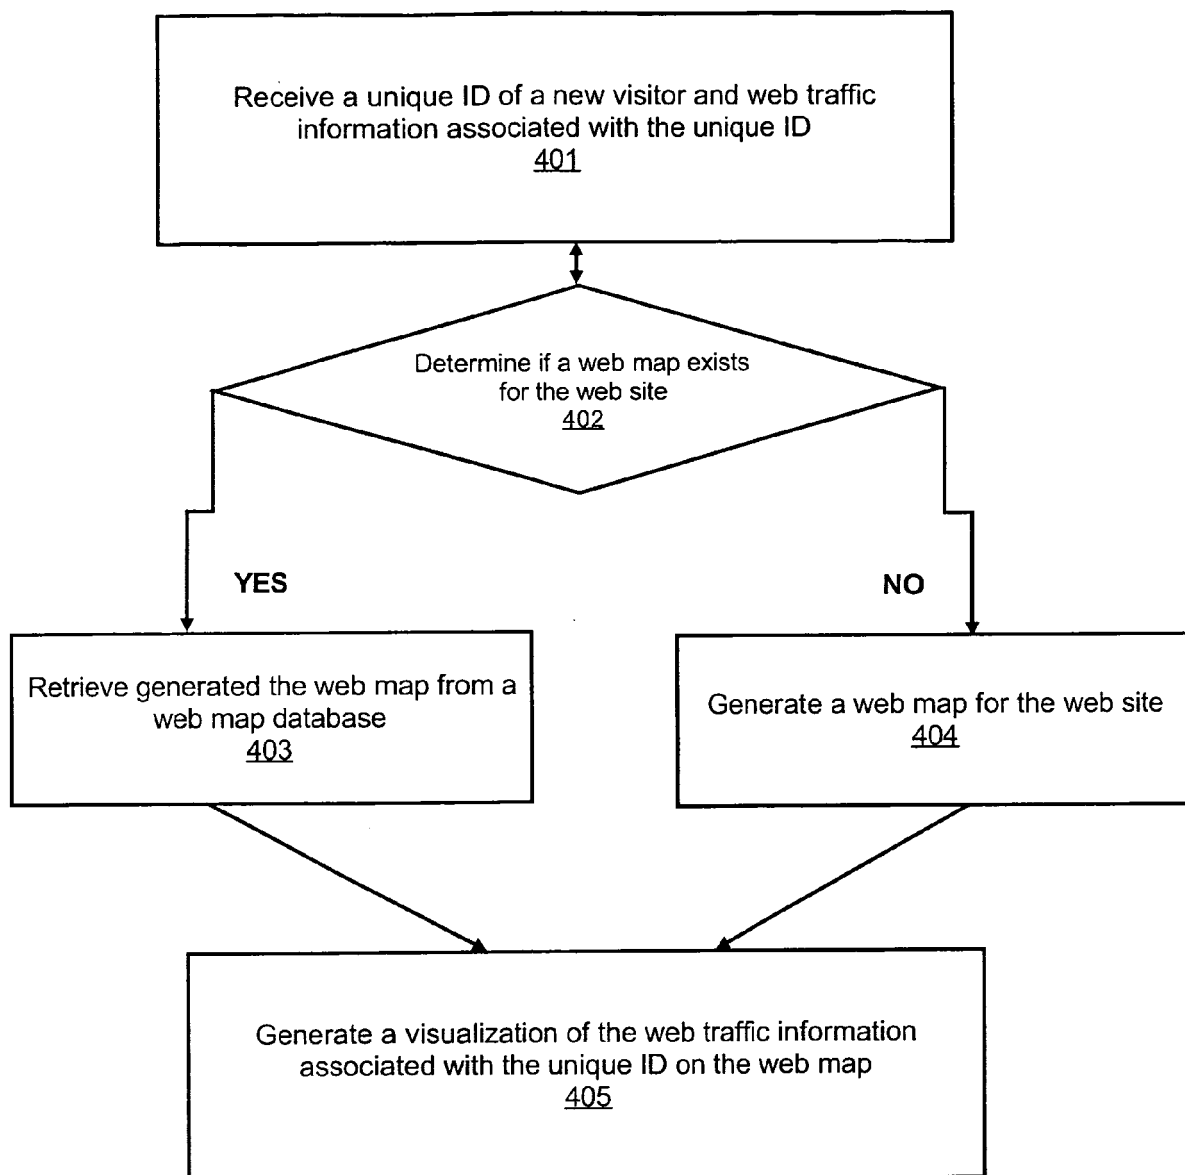 Receive a unique ID of a new visitor and web traffic
information associated with the unique ID
401
Determine if a web map exists
for the web site
402
YES
NO
Retrieve generated the web map from a
web map database
403
Generate a web map for the web site
404
Generate a visualization of the web traffic information
associated with the unique ID on the web map
405